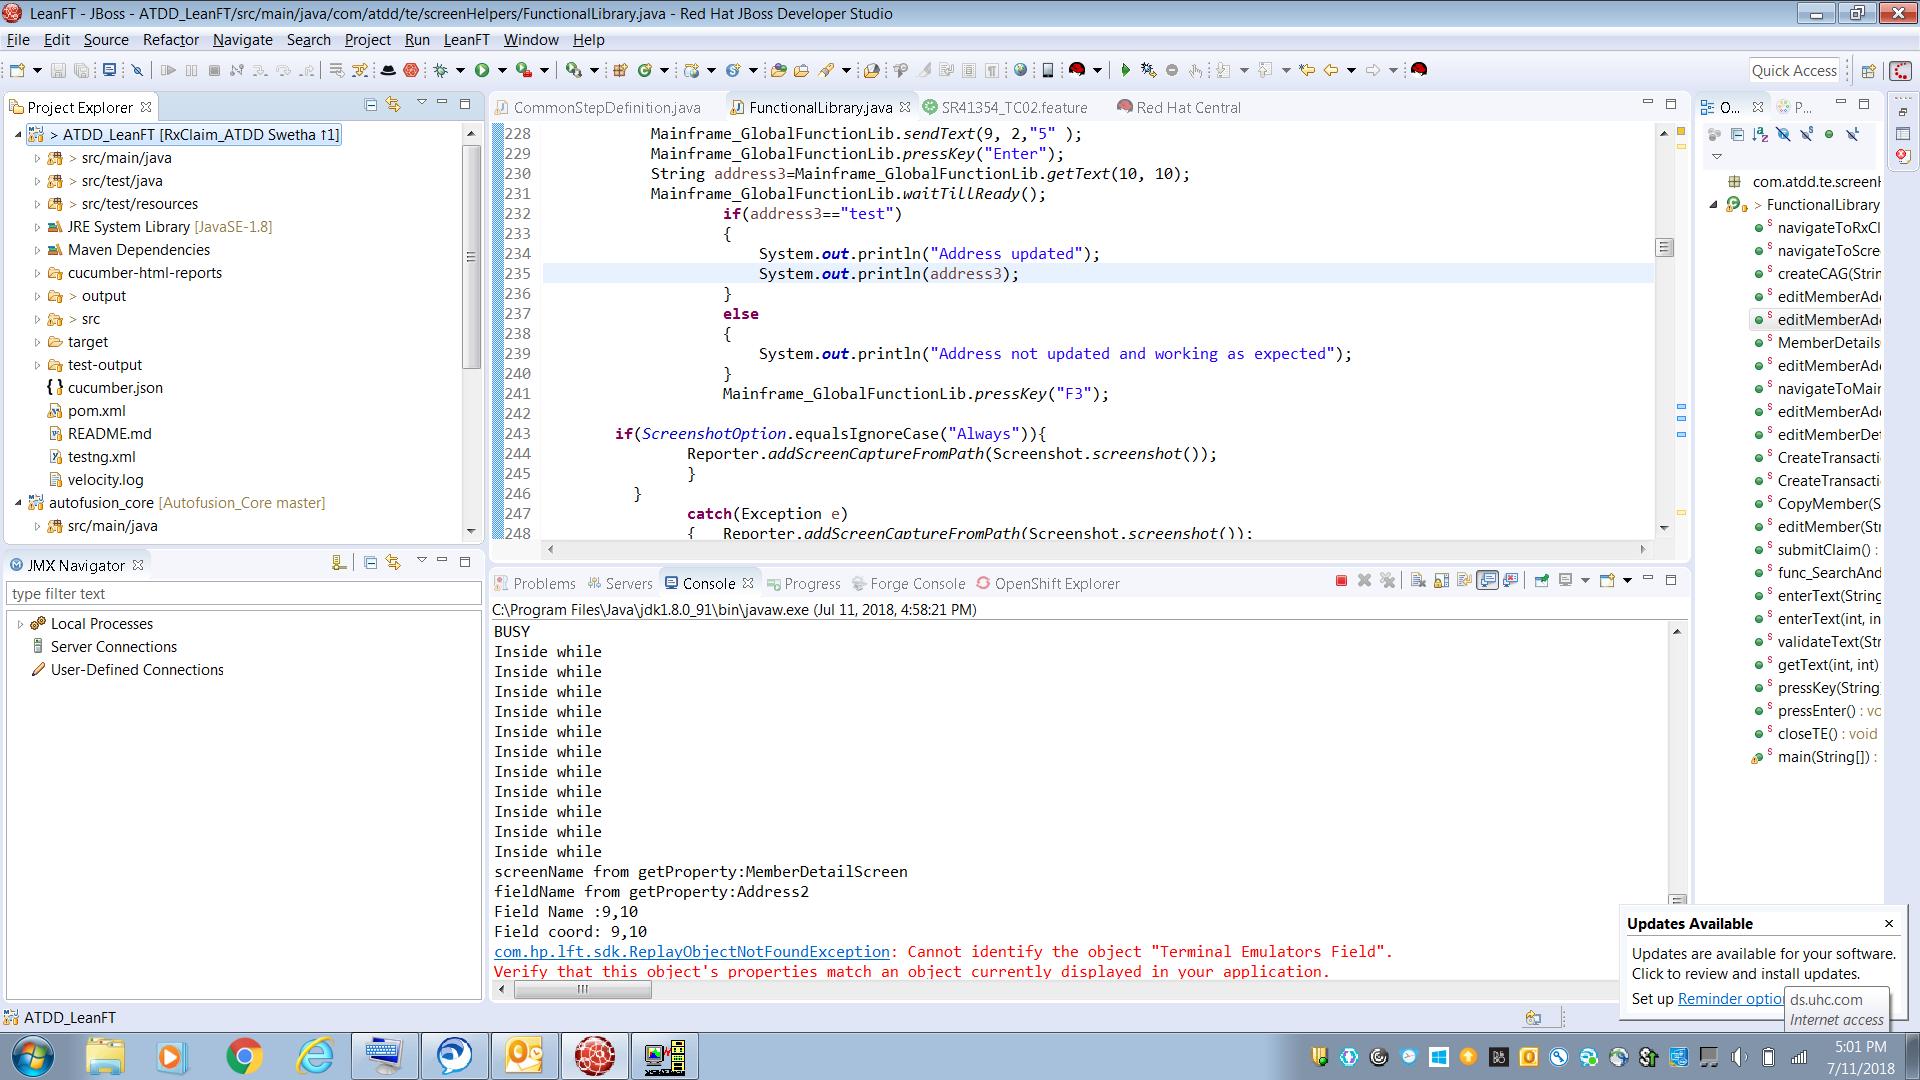 LeanFT - JBoss - ATDD_LeanFT/src/main/java/com/atdd/te/screenHelpers/FunctionalLibrary.java - Red Hat JBoss Developer Studio
File Edit Source Refactor Navigate Search Project Run LeanFT Window Help
Quick Access
Project Explorer
> ATDD_LeanFT [RxClaim_ATDD Swetha ↑1]
> src/main/java
> src/test/java
> src/test/resources
JRE System Library [JavaSE-1.8]
Maven Dependencies
cucumber-html-reports
> output
> src
target
test-output
cucumber.json
pom.xml
README.md
testng.xml
velocity.log
autofusion_core [Autofusion_Core master]
src/main/java
JMX Navigator
type filter text
Local Processes
Server Connections
User-Defined Connections
CommonStepDefinition.java FunctionalLibrary.java SR41354_TC02.feature Red Hat Central
228 Mainframe_GlobalFunctionLib.sendText(9, 2,"5" );
229 Mainframe_GlobalFunctionLib.pressKey("Enter");
230 String address3=Mainframe_GlobalFunctionLib.getText(10, 10);
231 Mainframe_GlobalFunctionLib.waitTillReady();
232 if(address3=="test")
233 {
234 System.out.println("Address updated");
235 System.out.println(address3);
236 }
237 else
238 {
239 System.out.println("Address not updated and working as expected");
240 }
241 Mainframe_GlobalFunctionLib.pressKey("F3");
242
243 if(ScreenshotOption.equalsIgnoreCase("Always")){
244 Reporter.addScreenCaptureFromPath(Screenshot.screenshot());
245 }
246 }
247 catch(Exception e)
248 { Reporter.addScreenCaptureFromPath(Screenshot.screenshot());
Problems Servers Console Progress Forge Console OpenShift Explorer
C:\Program Files\Java\jdk1.8.0_91\bin\javaw.exe (Jul 11, 2018, 4:58:21 PM)
BUSY
Inside while
Inside while
Inside while
Inside while
Inside while
Inside while
Inside while
Inside while
Inside while
Inside while
Inside while
screenName from getProperty:MemberDetailScreen
fieldName from getProperty:Address2
Field Name :9,10
Field coord: 9,10
com.hp.lft.sdk.ReplayObjectNotFoundException: Cannot identify the object "Terminal Emulators Field".
Verify that this object's properties match an object currently displayed in your application.
O... P...
com.atdd.te.screenH
> FunctionalLibrary
navigateToRxCl
navigateToScre
createCAG(Strin
editMemberAd
editMemberAd
MemberDetails
editMemberAd
navigateToMai
editMemberAd
editMemberDet
CreateTransacti
CreateTransacti
CopyMember(S
editMember(Str
submitClaim() :
func_SearchAnd
enterText(String
enterText(int, in
validateText(Str
getText(int, int)
pressKey(String
pressEnter() : vo
closeTE() : void
main(String[]) :
Updates Available
Updates are available for your software.
Click to review and install updates.
Set up Reminder optio
ds.uhc.com
Internet access
ATDD_LeanFT
5:01 PM
7/11/2018